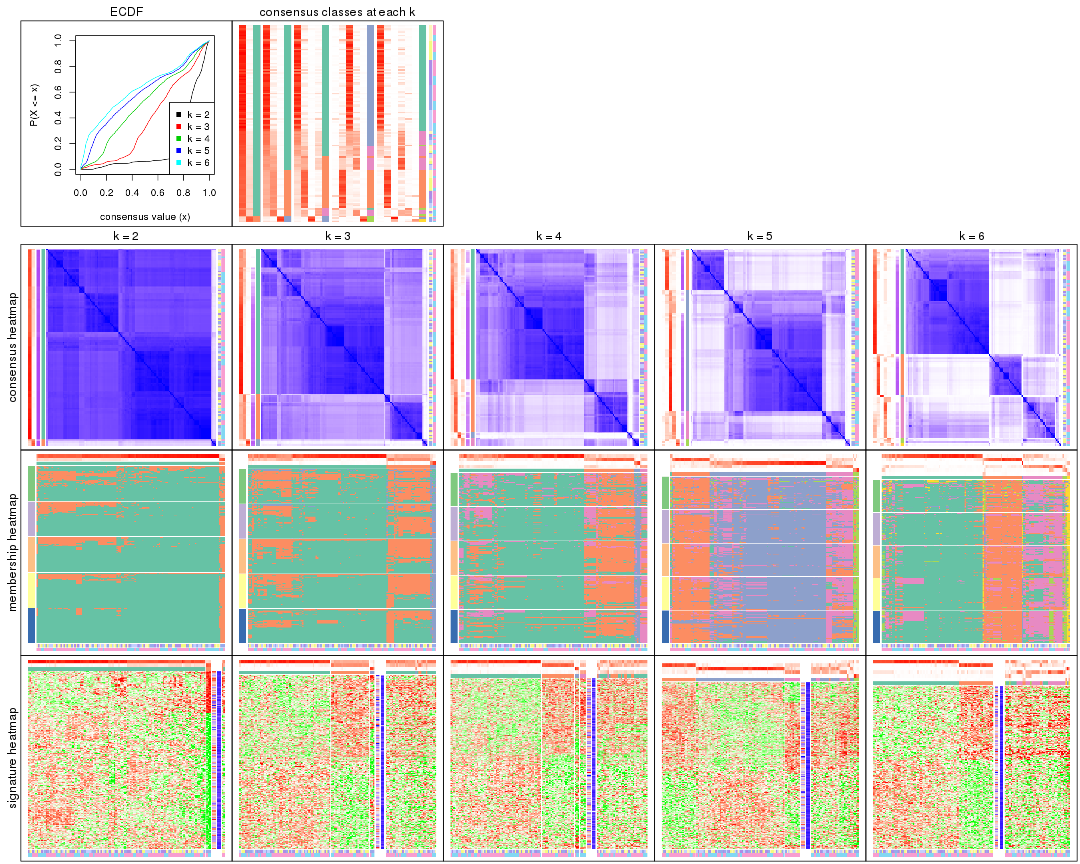 ECDF
consensus classes at each k
P(X <= x)
0.0 0.2 0.4 0.6 0.8 1.0
k = 2
k = 3
k = 4
k = 5
k = 6
0.0 0.2 0.4 0.6 0.8 1.0
consensus value (x)
k = 2 k = 3 k = 4 k = 5 k = 6
consensus heatmap
membership heatmap
signature heatmap